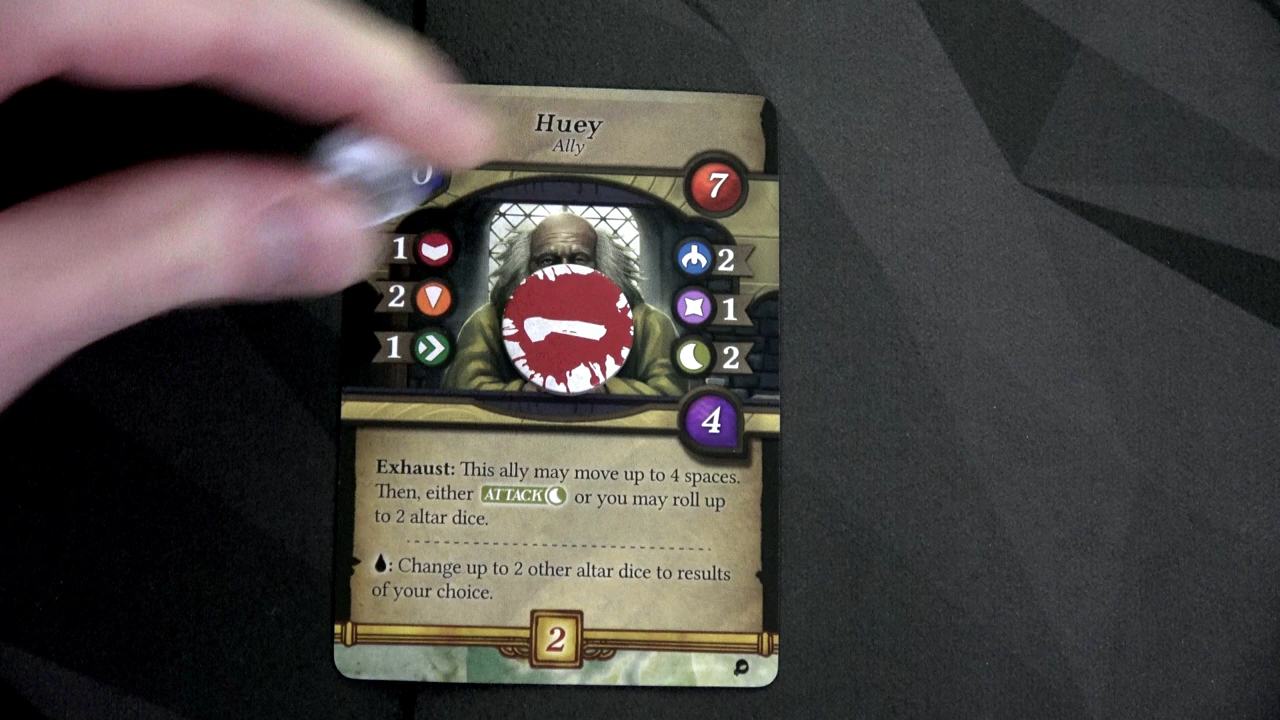 Huey
Ally
0
7
1
2
2
1
1
2
4
Exhaust: This ally may move up to 4 spaces.
Then, either ATTACK or you may roll up
to 2 altar dice.
: Change up to 2 other altar dice to results
of your choice.
2